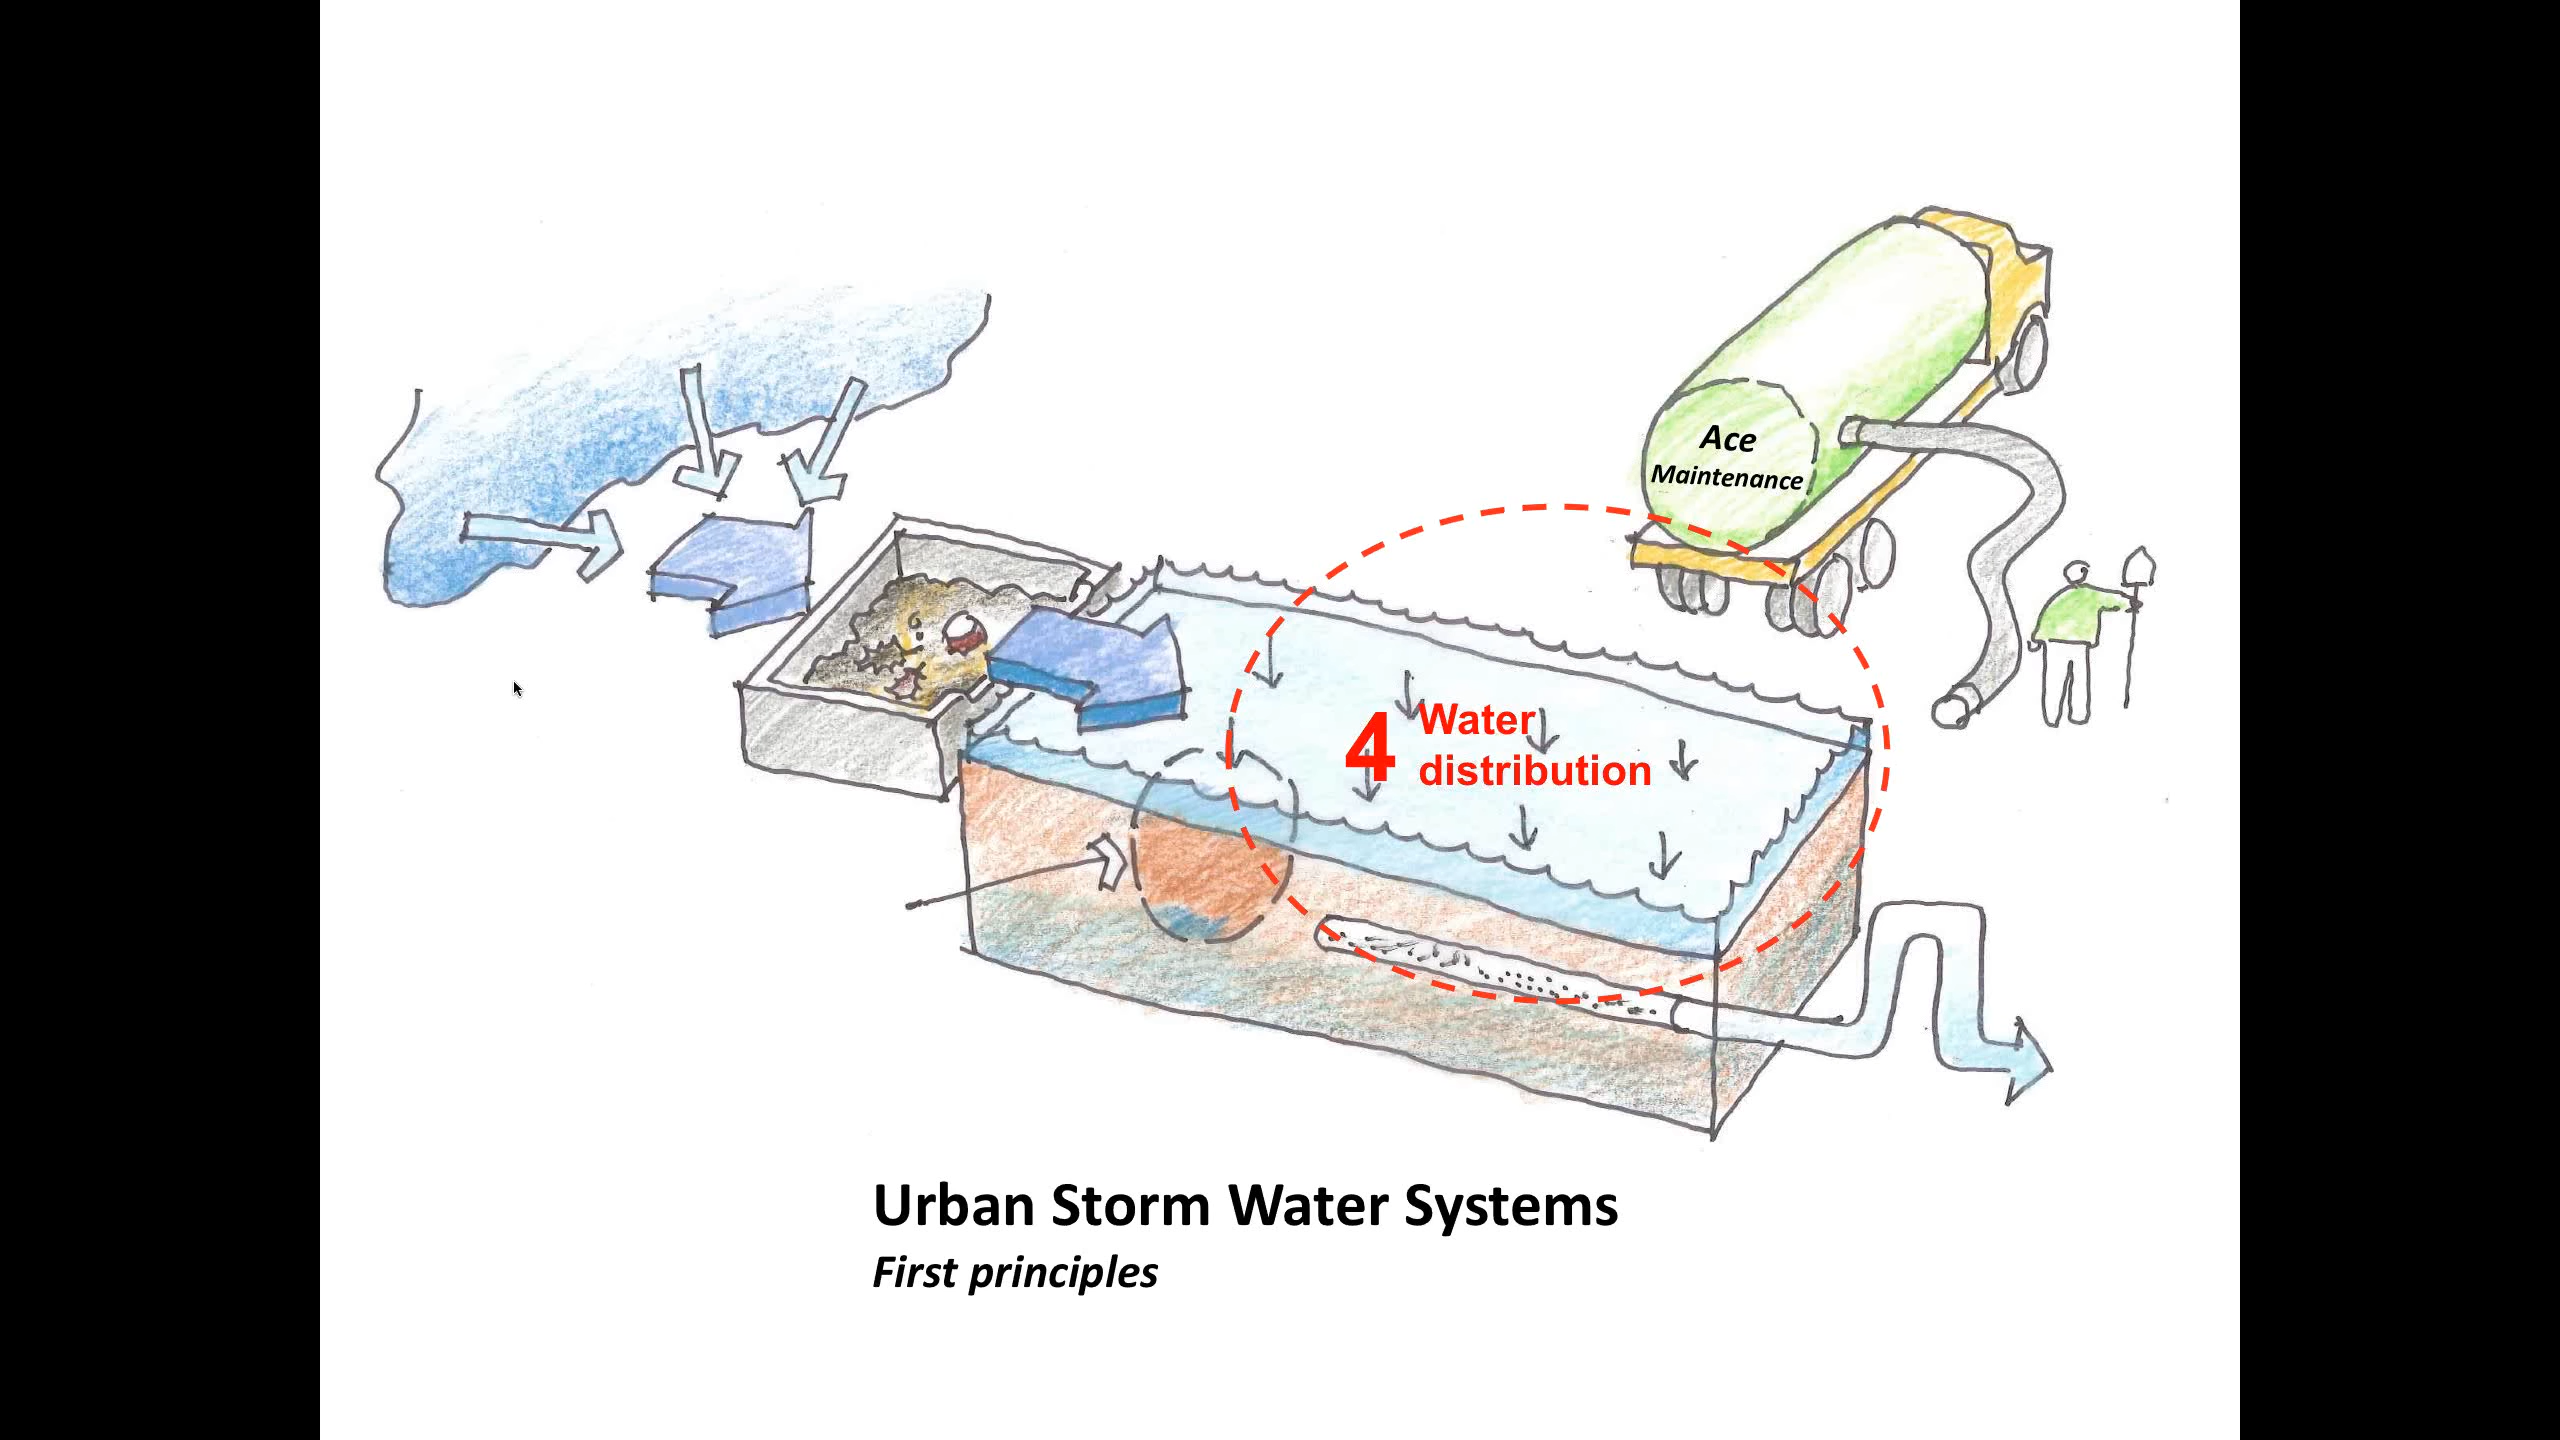 Ace
Maintenance
4 Water
distribution
Urban Storm Water Systems
First principles